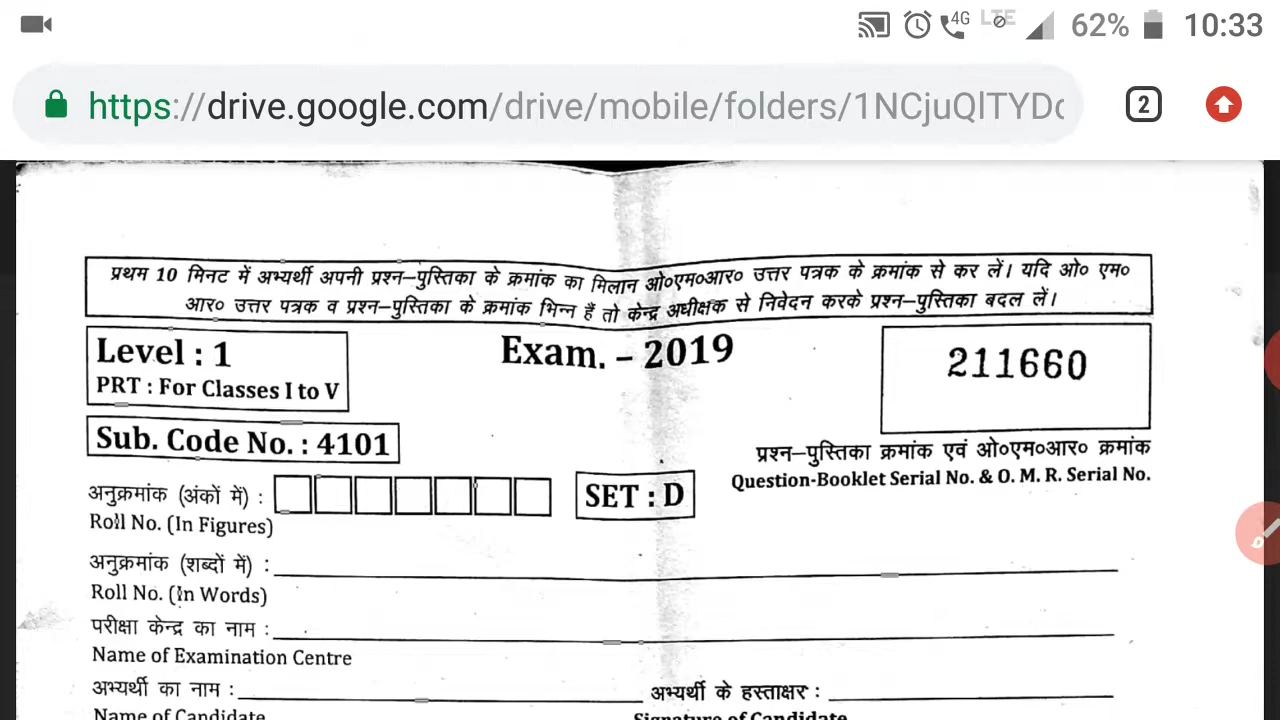 4G LTE 62% 10:33
https://drive.google.com/drive/mobile/folders/1NCjuQlTYD
2
प्रथम 10 मिनट में अभ्यर्थी अपनी प्रश्न–पुस्तिका के क्रमांक का मिलान ओ०एम०आर० उत्तर पत्रक के क्रमांक से कर लें। यदि ओ० एम०
आर० उत्तर पत्रक व प्रश्न–पुस्तिका के क्रमांक भिन्न हैं तो केन्द्र अधीक्षक से निवेदन करके प्रश्न–पुस्तिका बदल लें।
Level : 1
PRT : For Classes I to V
Exam. – 2019
211660
Sub. Code No. : 4101
प्रश्न–पुस्तिका क्रमांक एवं ओ०एम०आर० क्रमांक
Question-Booklet Serial No. & O. M. R. Serial No.
अनुक्रमांक (अंकों में) :
Roll No. (In Figures)
SET : D
अनुक्रमांक (शब्दों में) :
Roll No. (In Words)
परीक्षा केन्द्र का नाम :
Name of Examination Centre
अभ्यर्थी का नाम :
अभ्यर्थी के हस्ताक्षर :
Name of Candidate
Signature of Candidate